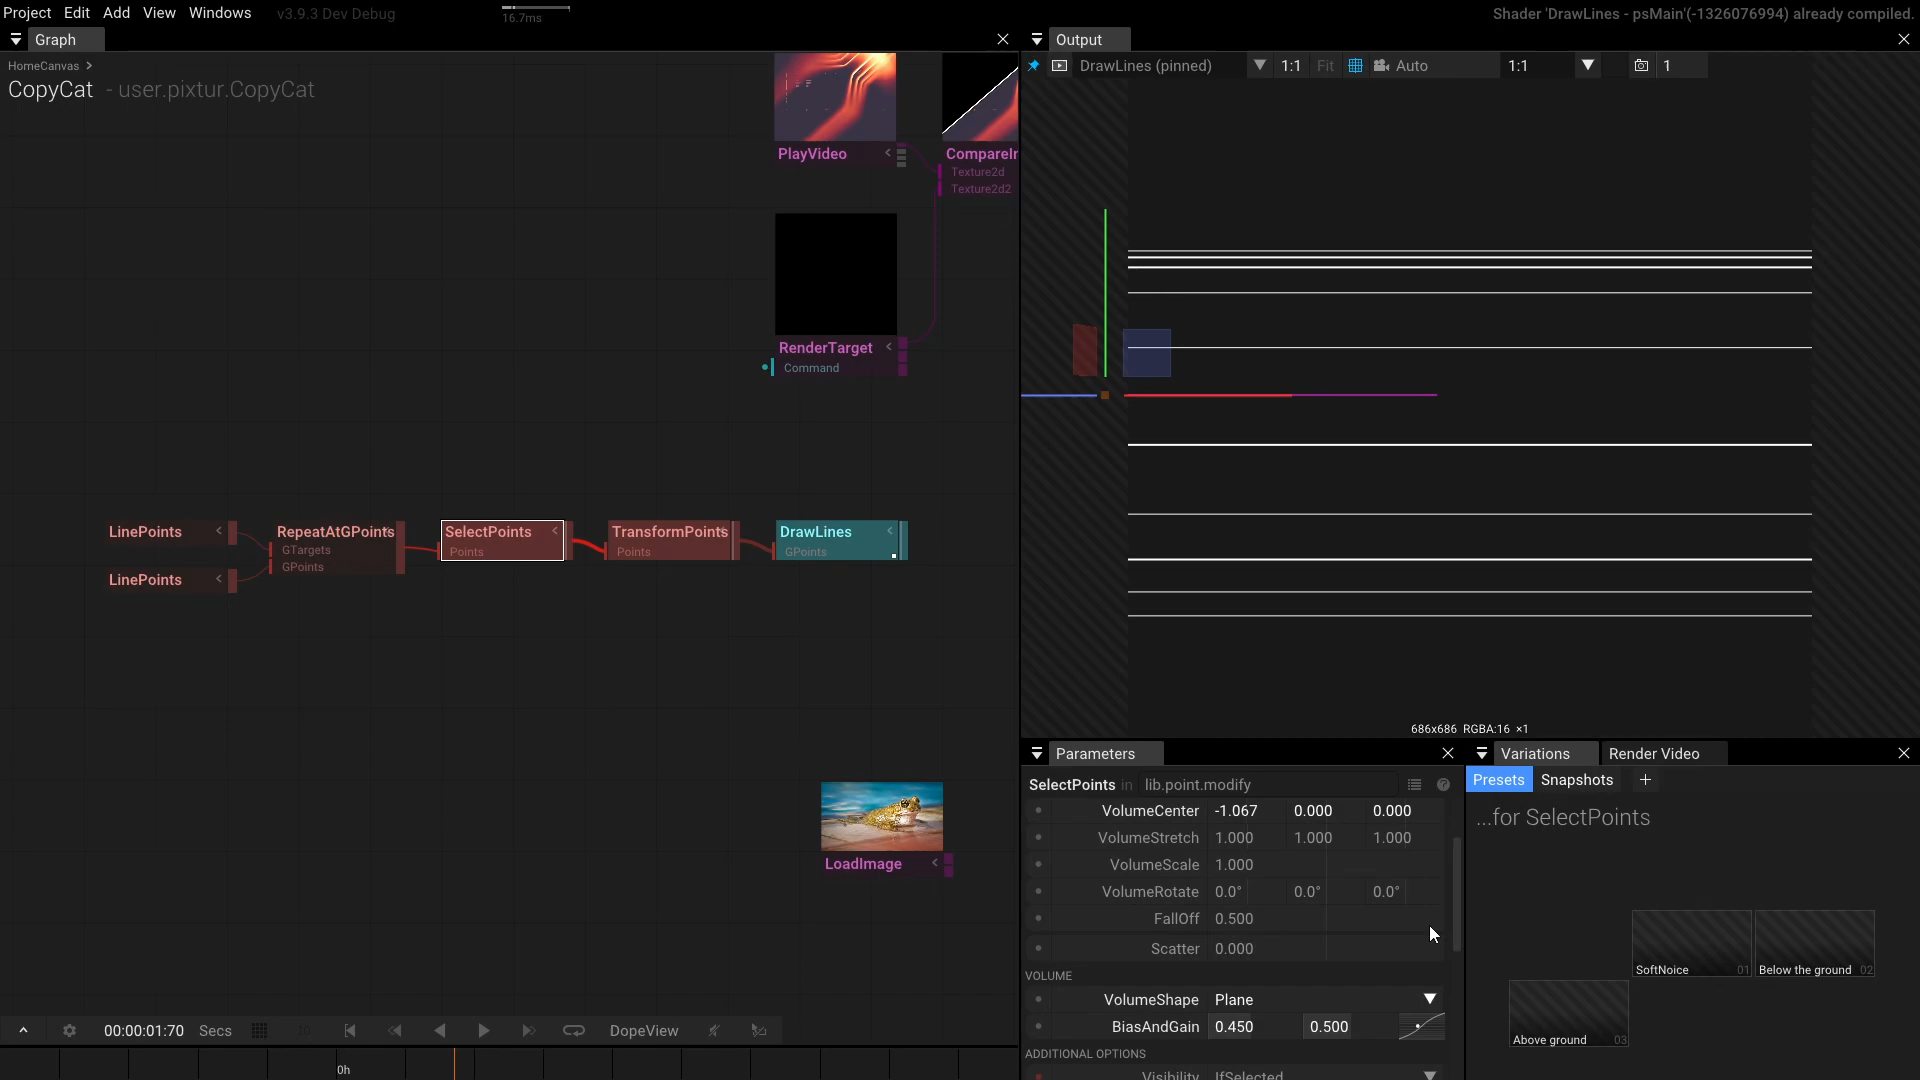 Project Edit Add View Windows v3.9.3 Dev Debug 16.7ms Shader 'DrawLines - psMain'(-1326076994) already compiled.
Graph
HomeCanvas >
CopyCat - user.pixtur.CopyCat
PlayVideo <
CompareIm
Texture2d
Texture2d2
RenderTarget <
Command
LinePoints <
LinePoints <
RepeatAtGPoints
GTargets
GPoints
SelectPoints <
Points
TransformPoints
Points
DrawLines <
GPoints
LoadImage <
00:00:01:70 Secs DopeView
0h
Output
DrawLines (pinned) 1:1 Fit Auto 1:1 1
686x686 RGBA:16 ×1
Parameters
SelectPoints in lib.point.modify
VolumeCenter -1.067 0.000 0.000
VolumeStretch 1.000 1.000 1.000
VolumeScale 1.000
VolumeRotate 0.0° 0.0° 0.0°
FallOff 0.500
Scatter 0.000
VOLUME
VolumeShape Plane
BiasAndGain 0.450 0.500
ADDITIONAL OPTIONS
Visibility IfSelected
Variations Render Video
Presets Snapshots +
...for SelectPoints
SoftNoice 01
Below the ground 02
Above ground 03